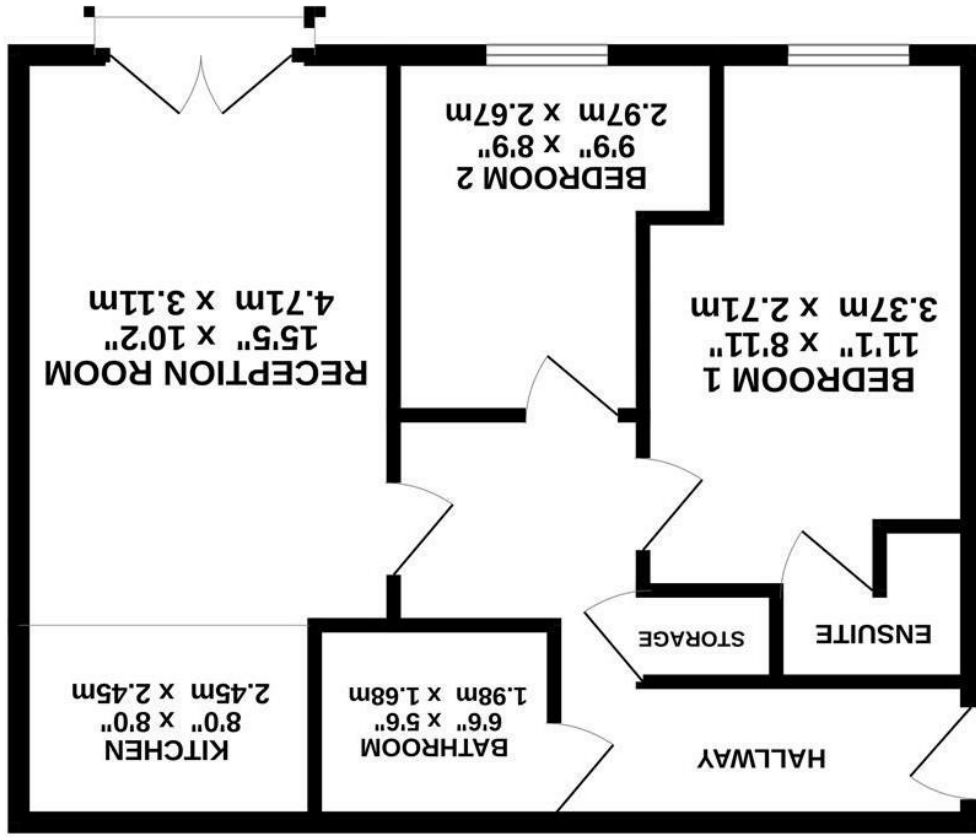 HALLWAY
BATHROOM
6'6" x 5'6"
1.98m x 1.68m
KITCHEN
8'0" x 8'0"
2.45m x 2.45m
ENSUITE
STORAGE
BEDROOM 1
11'1" x 8'11"
3.37m x 2.71m
RECEPTION ROOM
15'5" x 10'2"
4.71m x 3.11m
BEDROOM 2
9'9" x 8'9"
2.97m x 2.67m